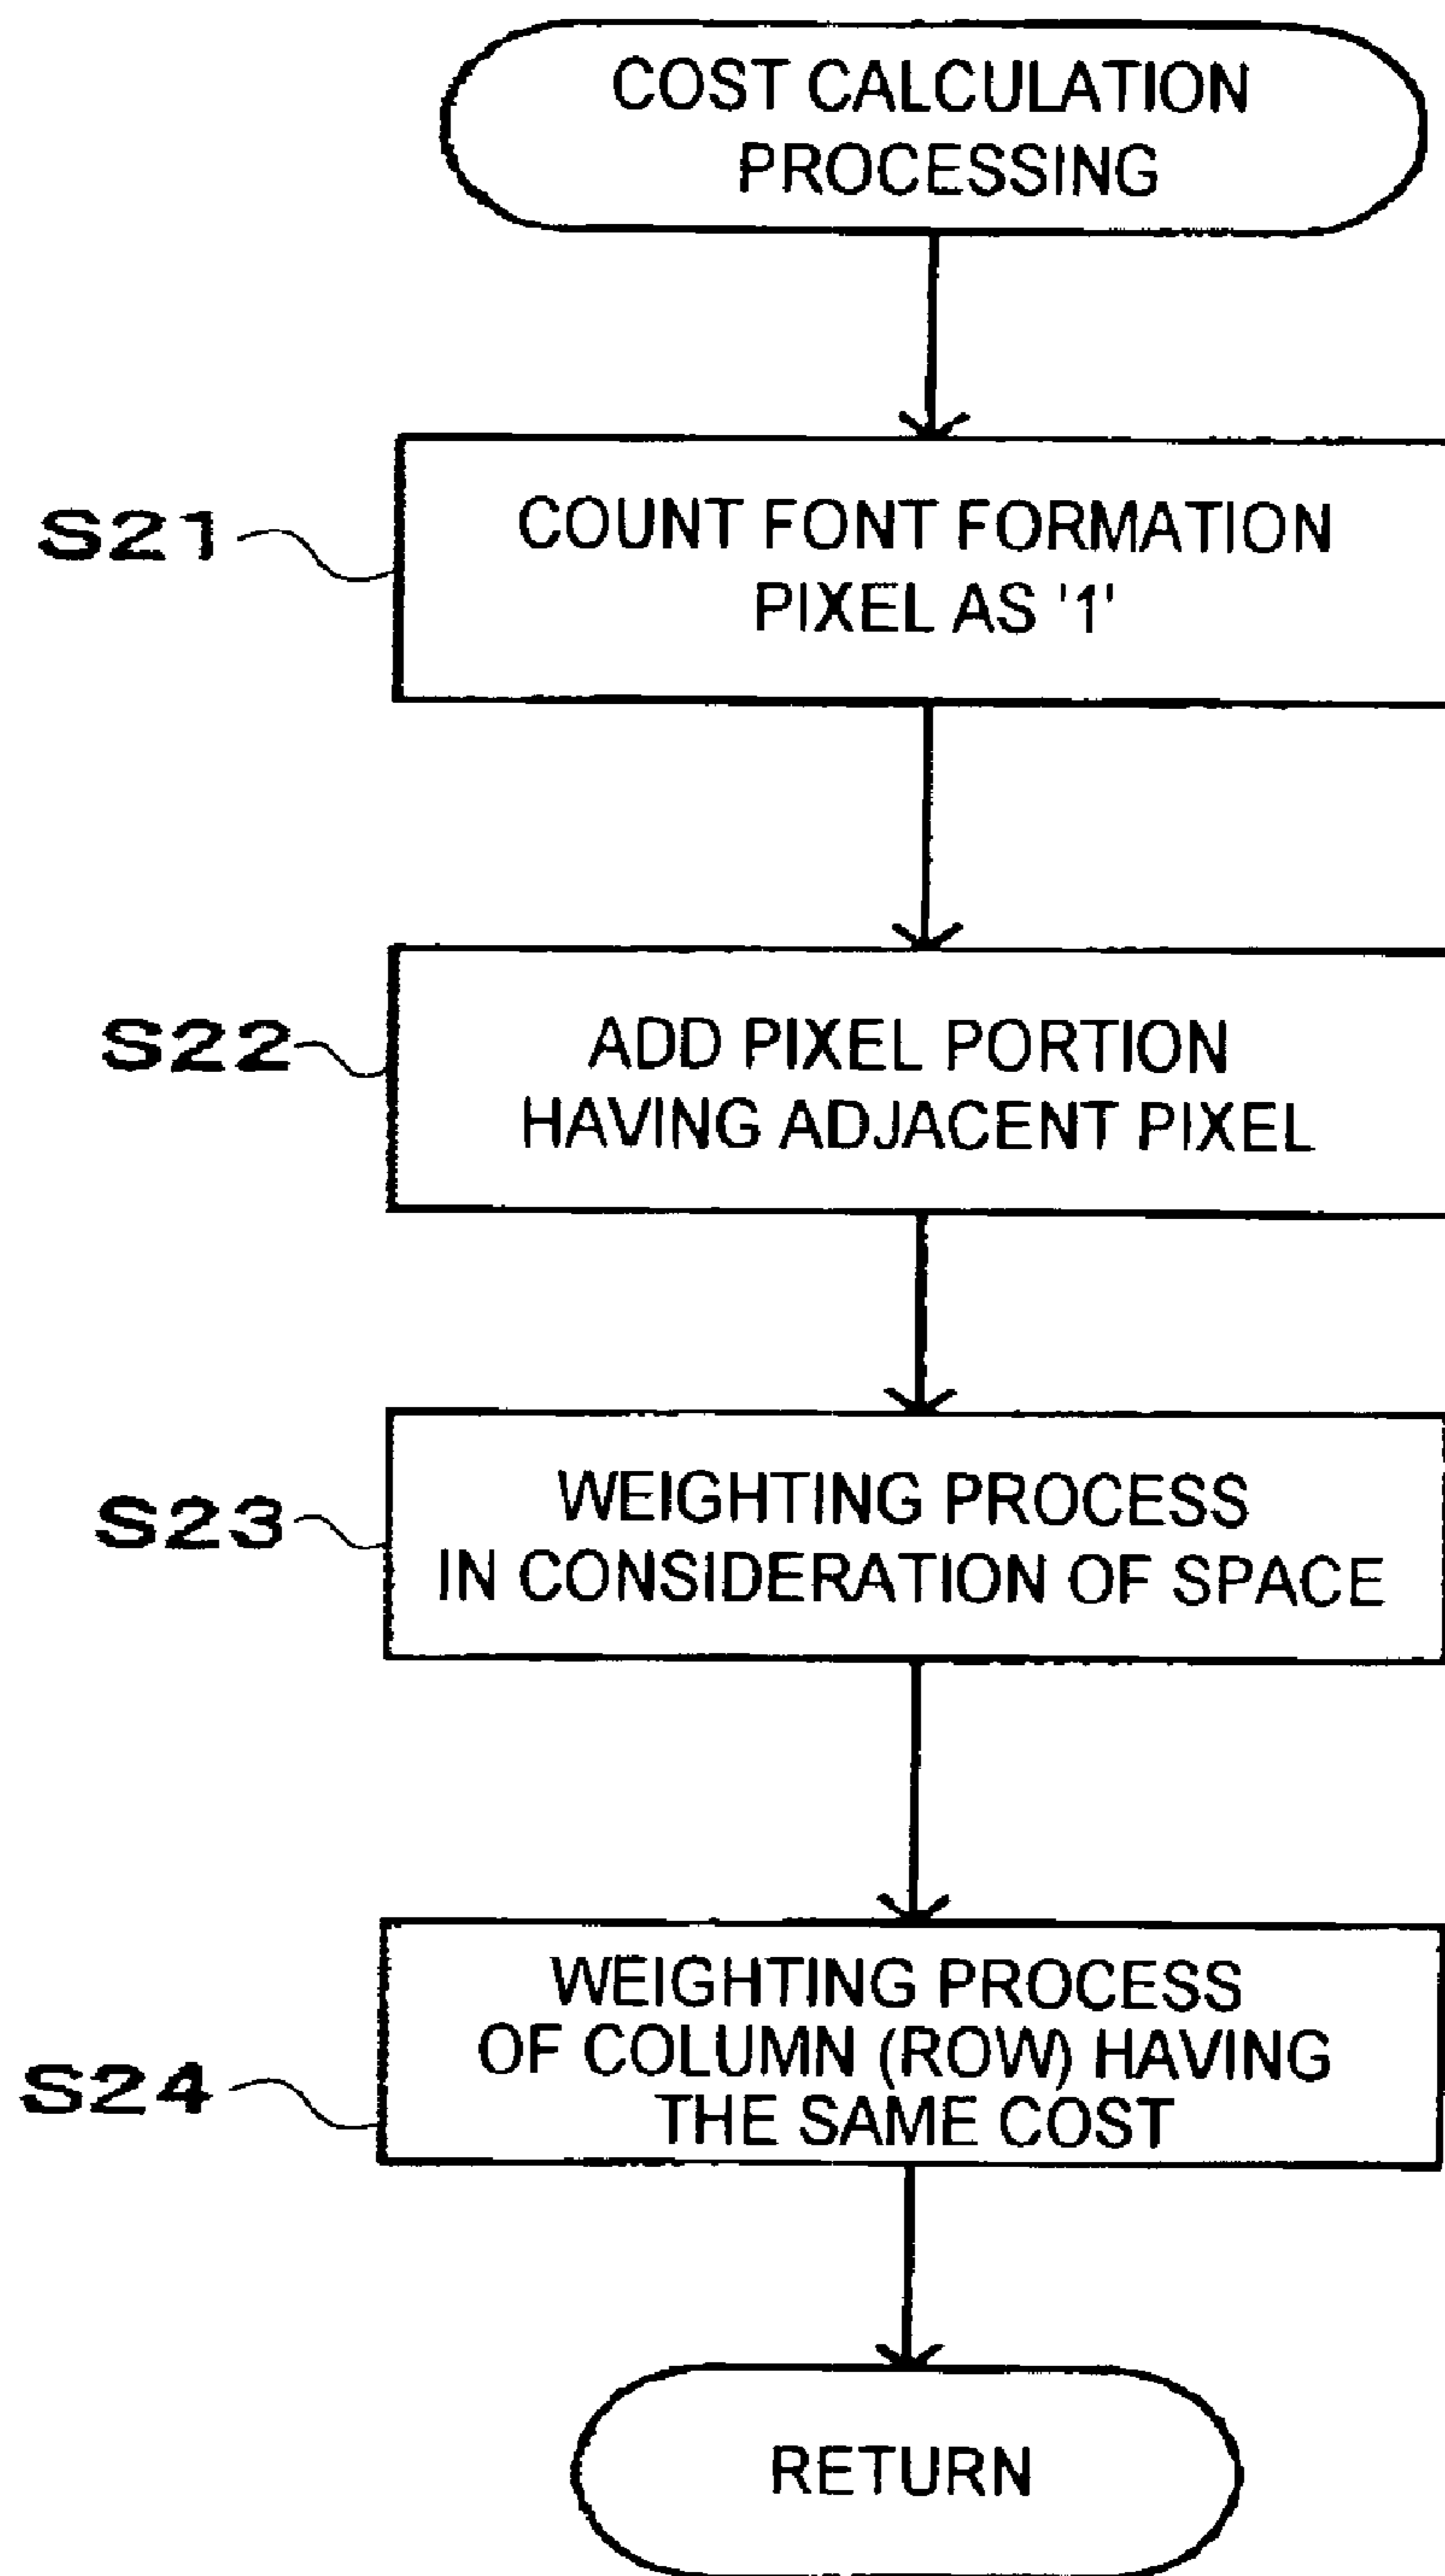 COST CALCULATION
PROCESSING
S21
COUNT FONT FORMATION
PIXEL AS '1'
S22
ADD PIXEL PORTION
HAVING ADJACENT PIXEL
S23
WEIGHTING PROCESS
IN CONSIDERATION OF SPACE
S24
WEIGHTING PROCESS
OF COLUMN (ROW) HAVING
THE SAME COST
RETURN